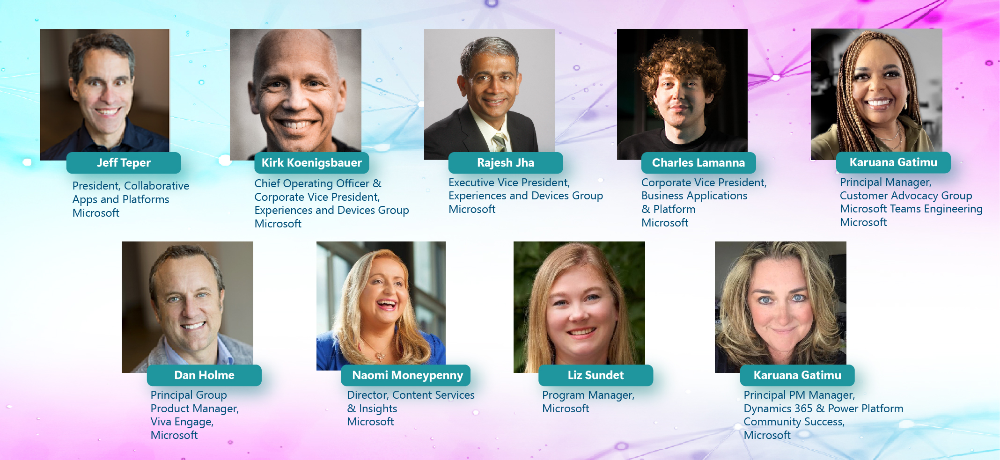 Jeff Teper
President, Collaborative
Apps and Platforms
Microsoft
Kirk Koenigsbauer
Chief Operating Officer &
Corporate Vice President,
Experiences and Devices Group
Microsoft
Rajesh Jha
Executive Vice President,
Experiences and Devices Group
Microsoft
Charles Lamanna
Corporate Vice President,
Business Applications
& Platform
Microsoft
Karuana Gatimu
Principal Manager,
Customer Advocacy Group
Microsoft Teams Engineering
Microsoft
Dan Holme
Principal Group
Product Manager,
Viva Engage,
Microsoft
Naomi Moneypenny
Director, Content Services
& Insights
Microsoft
Liz Sundet
Program Manager,
Microsoft
Karuana Gatimu
Principal PM Manager,
Dynamics 365 & Power Platform
Community Success,
Microsoft